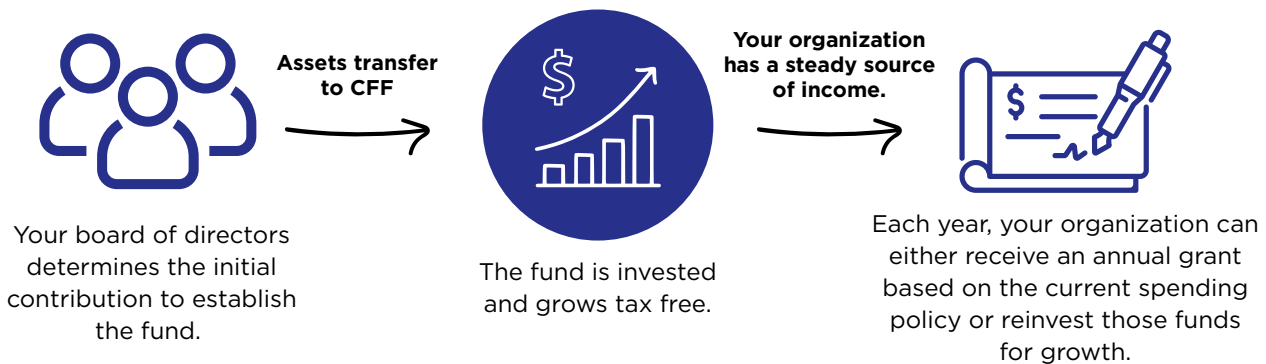 Assets transfer
to CFF
Your organization
has a steady source
of income.
$
$
Your board of directors
determines the initial
contribution to establish
the fund.
The fund is invested
and grows tax free.
Each year, your organization can
either receive an annual grant
based on the current spending
policy or reinvest those funds
for growth.